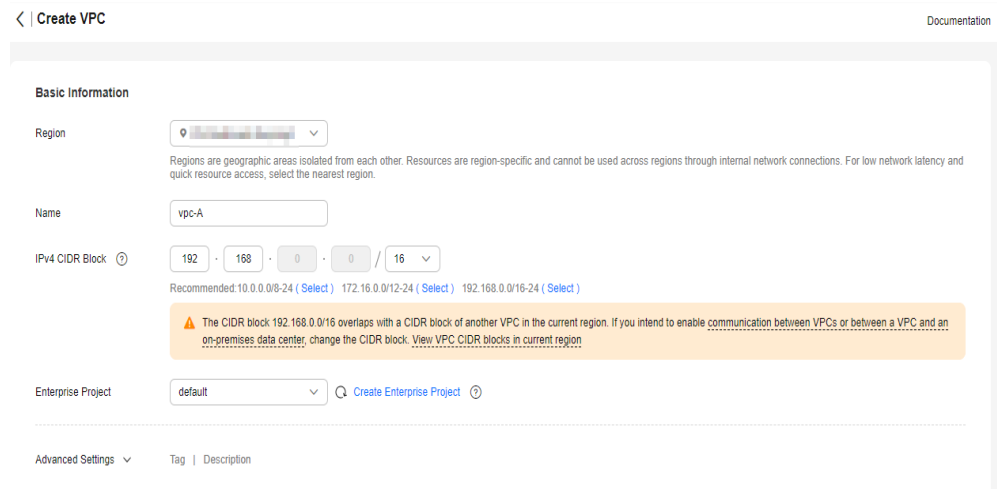 Create VPC
Documentation
Basic Information
Region
Regions are geographic areas isolated from each other. Resources are region-specific and cannot be used across regions through internal network connections. For low network latency and
quick resource access, select the nearest region.
Name vpc-A
IPv4 CIDR Block ? 192 . 168 . 0 . 0 / 16
Recommended:10.0.0.0/8-24 ( Select ) 172.16.0.0/12-24 ( Select ) 192.168.0.0/16-24 ( Select )
The CIDR block 192.168.0.0/16 overlaps with a CIDR block of another VPC in the current region. If you intend to enable communication between VPCs or between a VPC and an
on-premises data center, change the CIDR block. View VPC CIDR blocks in current region
Enterprise Project default Create Enterprise Project ?
Advanced Settings Tag | Description